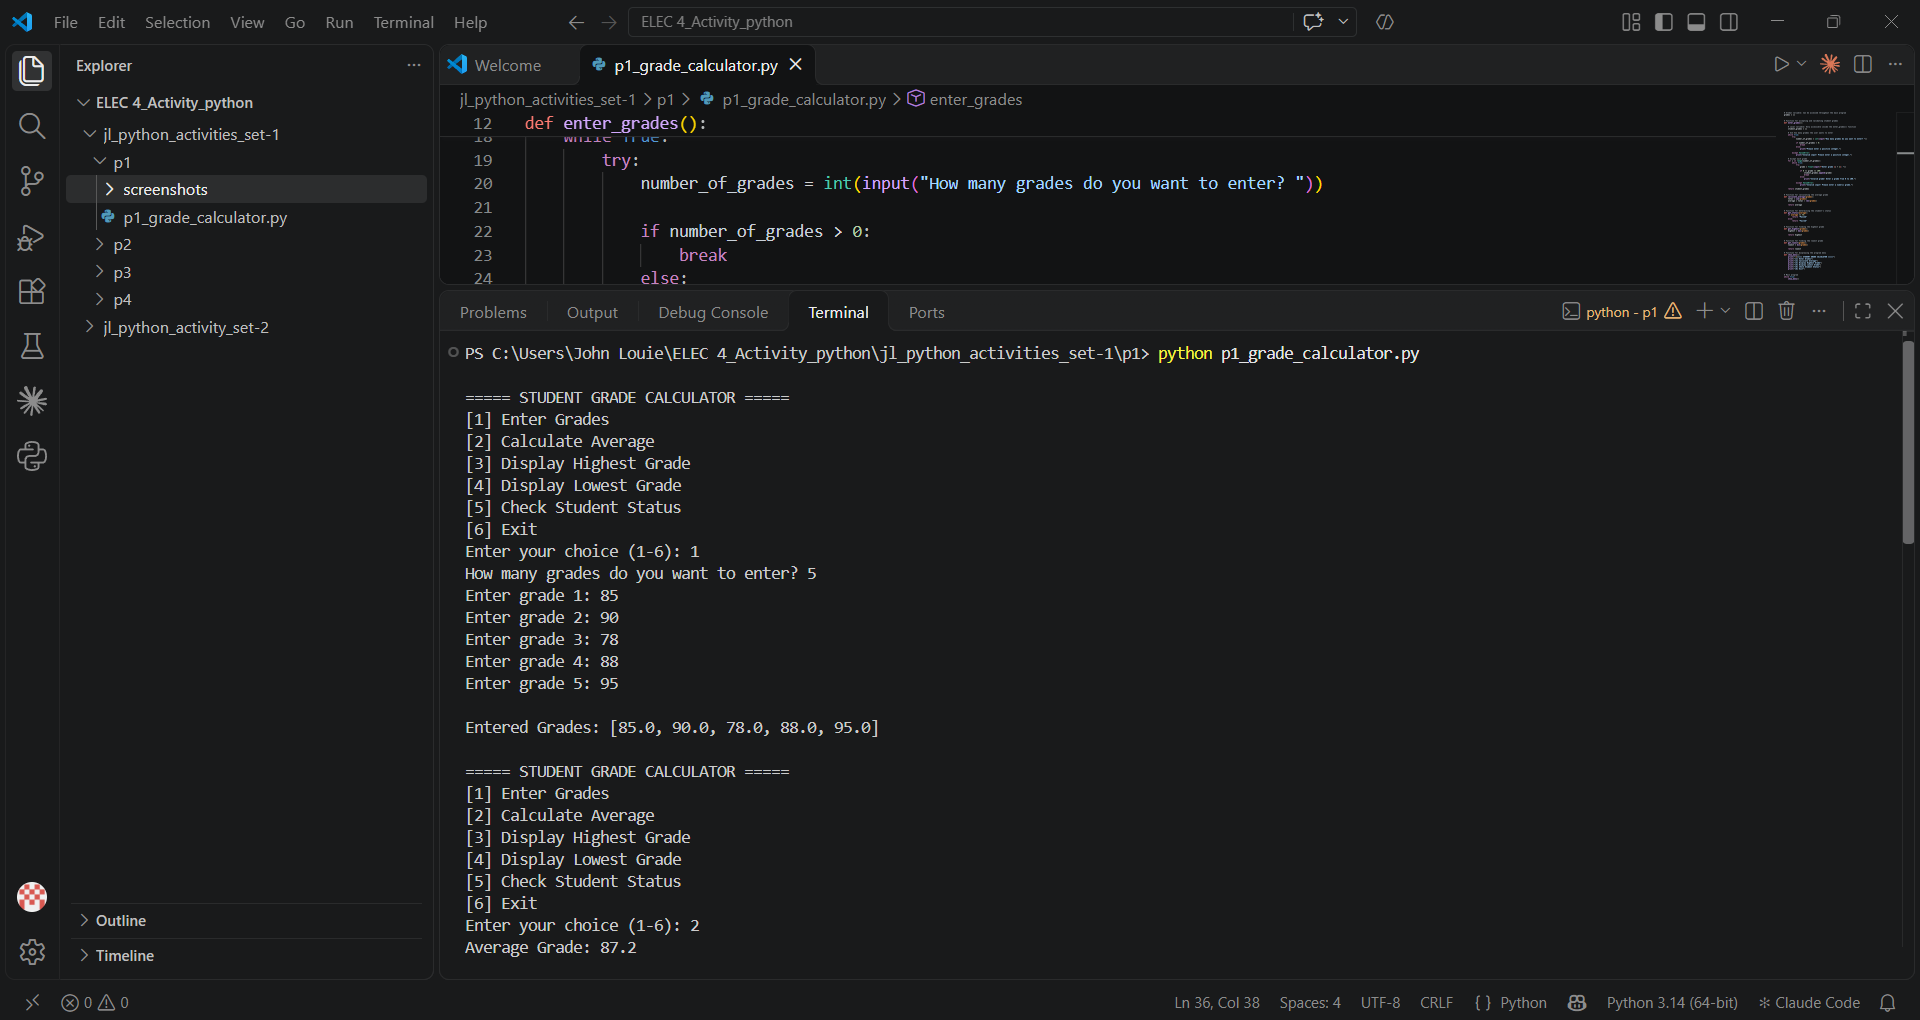 File Edit Selection View Go Run Terminal Help
ELEC 4_Activity_python
Explorer
ELEC 4_Activity_python
jl_python_activities_set-1
p1
screenshots
p1_grade_calculator.py
p2
p3
p4
jl_python_activity_set-2
Outline
Timeline
Welcome
p1_grade_calculator.py
jl_python_activities_set-1 > p1 > p1_grade_calculator.py > enter_grades
12 def enter_grades():
18 while True:
19 try:
20 number_of_grades = int(input("How many grades do you want to enter? "))
21
22 if number_of_grades > 0:
23 break
24 else:
Problems Output Debug Console Terminal Ports
python - p1
PS C:\Users\John Louie\ELEC 4_Activity_python\jl_python_activities_set-1\p1> python p1_grade_calculator.py
===== STUDENT GRADE CALCULATOR =====
[1] Enter Grades
[2] Calculate Average
[3] Display Highest Grade
[4] Display Lowest Grade
[5] Check Student Status
[6] Exit
Enter your choice (1-6): 1
How many grades do you want to enter? 5
Enter grade 1: 85
Enter grade 2: 90
Enter grade 3: 78
Enter grade 4: 88
Enter grade 5: 95
Entered Grades: [85.0, 90.0, 78.0, 88.0, 95.0]
===== STUDENT GRADE CALCULATOR =====
[1] Enter Grades
[2] Calculate Average
[3] Display Highest Grade
[4] Display Lowest Grade
[5] Check Student Status
[6] Exit
Enter your choice (1-6): 2
Average Grade: 87.2
0 0
Ln 36, Col 38 Spaces: 4 UTF-8 CRLF { } Python Python 3.14 (64-bit) Claude Code